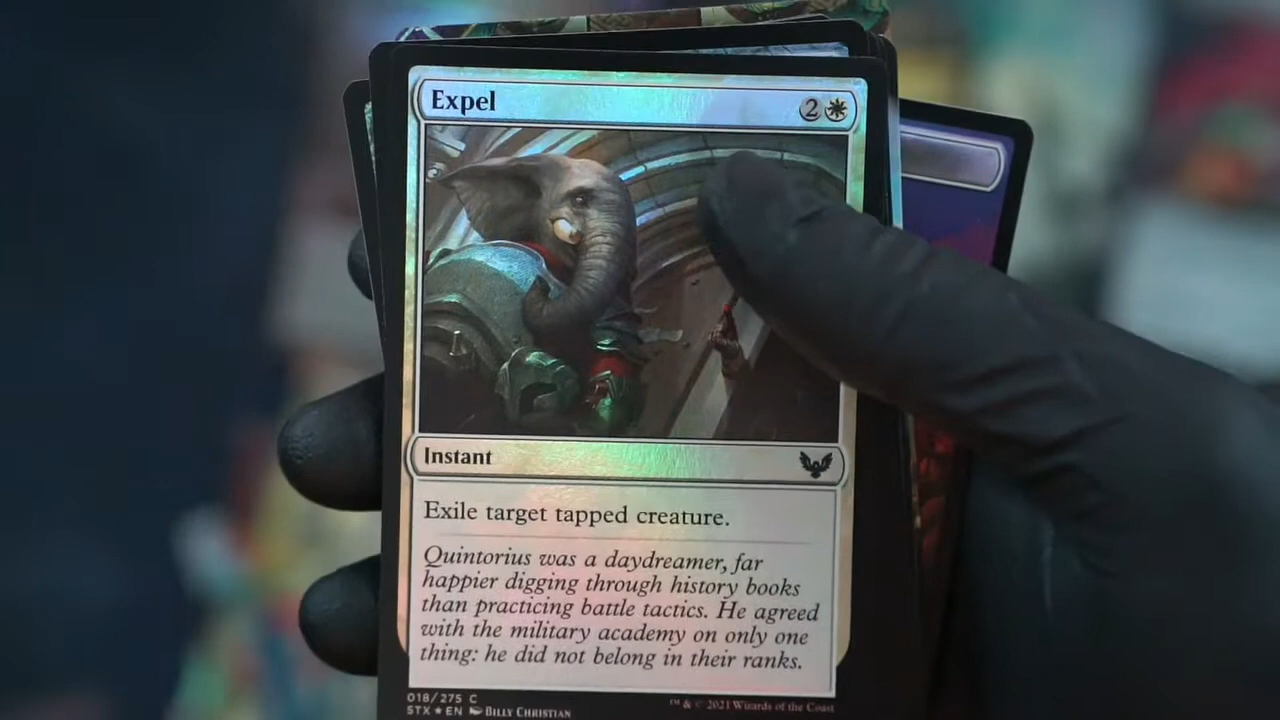 Expel 2
Instant
Exile target tapped creature.
Quintorius was a daydreamer, far
happier digging through history books
than practicing battle tactics. He agreed
with the military academy on only one
thing: he did not belong in their ranks.
018/275 C
STX ★ EN Billy Christian
™ & © 2021 Wizards of the Coast